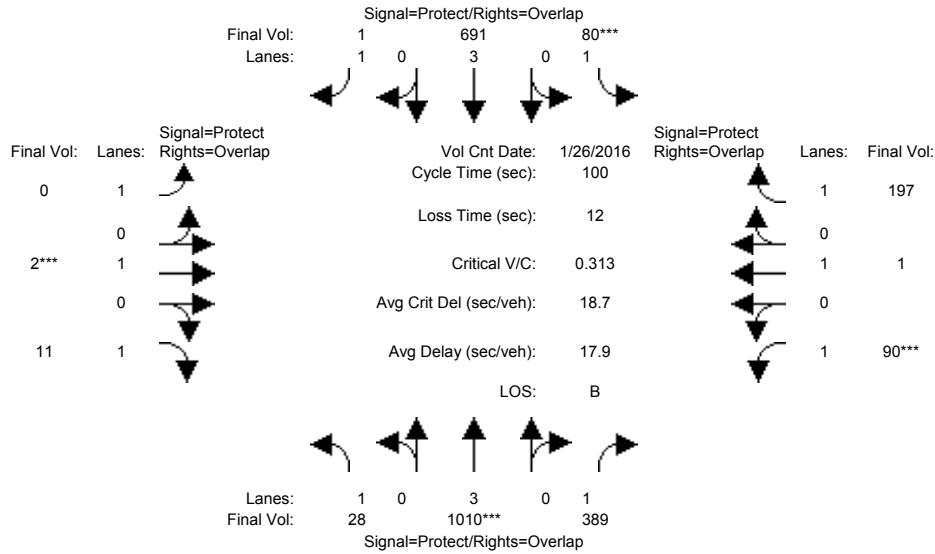 Signal=Protect/Rights=Overlap
Final Vol: 1 691 80***
Lanes: 1 0 3 0 1
Signal=Protect Signal=Protect
Final Vol: Lanes: Rights=Overlap Vol Cnt Date: 1/26/2016 Rights=Overlap Lanes: Final Vol:
Cycle Time (sec): 100
0 1 1 197
Loss Time (sec): 12
0 0
2*** 1 Critical V/C: 0.313 1 1
0 Avg Crit Del (sec/veh): 18.7 0
11 1 Avg Delay (sec/veh): 17.9 1 90***
LOS: B
Lanes: 1 0 3 0 1
Final Vol: 28 1010*** 389
Signal=Protect/Rights=Overlap